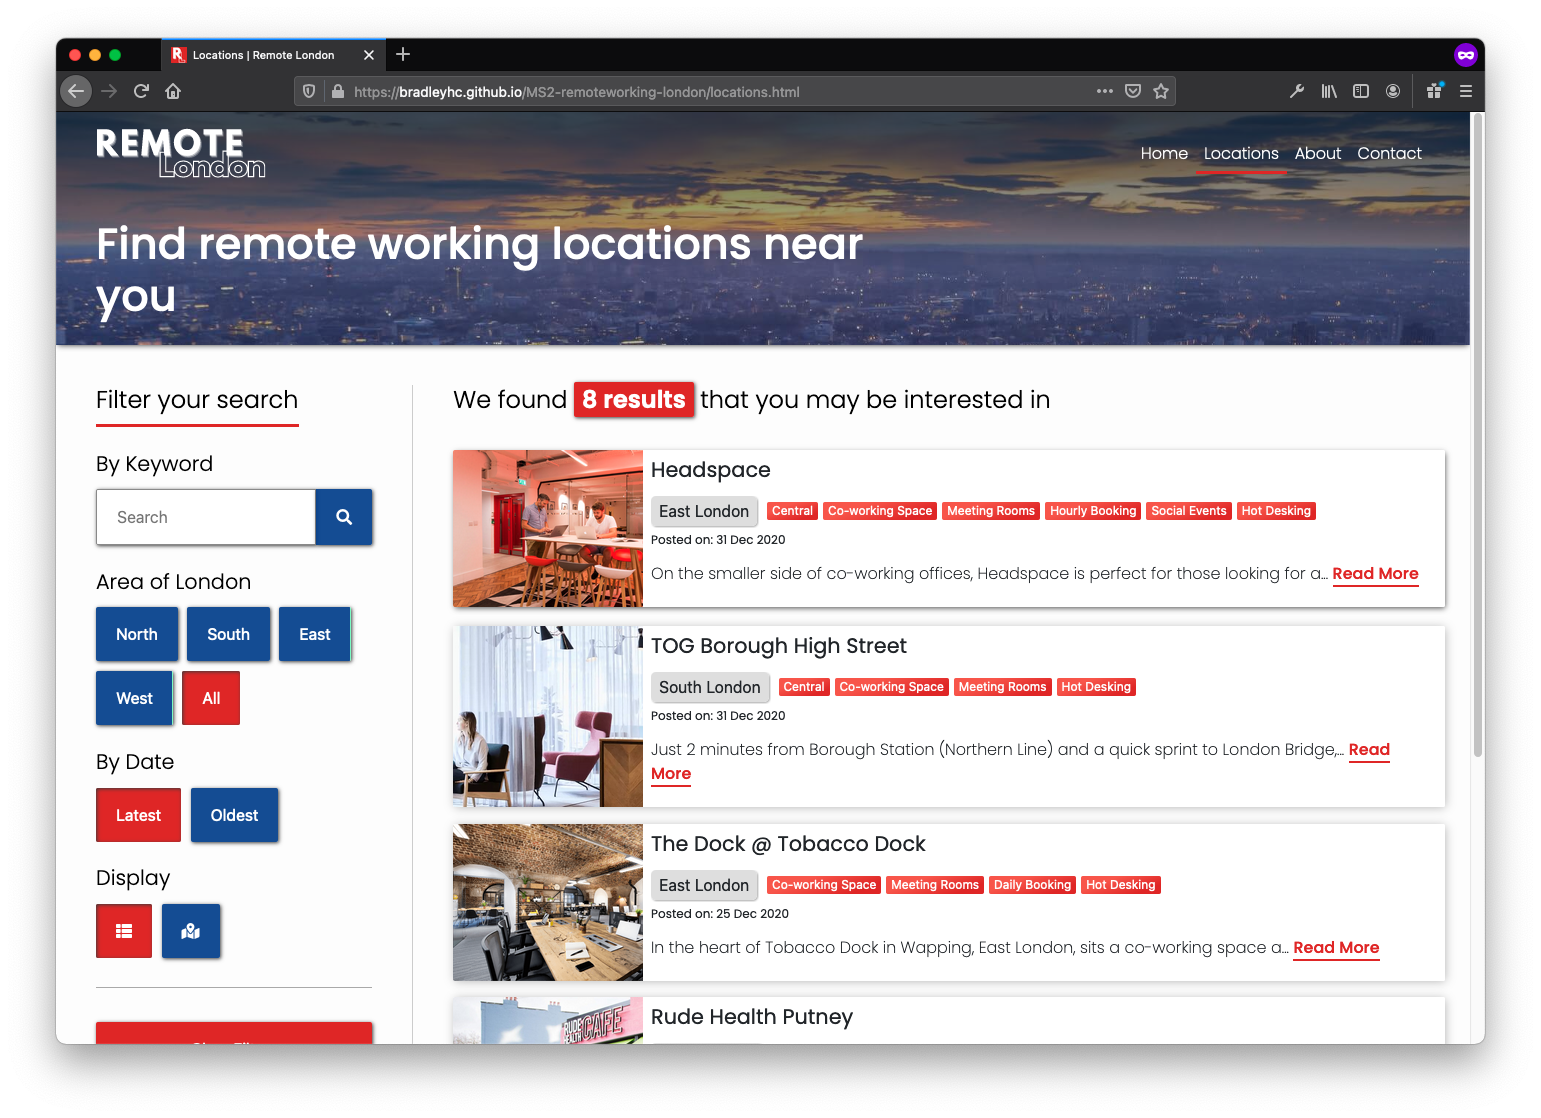 Locations | Remote London
https://bradleyhc.github.io/MS2-remoteworking-london/locations.html
REMOTE
London
Home Locations About Contact
Find remote working locations near
you
Filter your search
By Keyword
Search
Area of London
North South East
West All
By Date
Latest Oldest
Display
We found 8 results that you may be interested in
Headspace
East London Central Co-working Space Meeting Rooms Hourly Booking Social Events Hot Desking
Posted on: 31 Dec 2020
On the smaller side of co-working offices, Headspace is perfect for those looking for a... Read More
TOG Borough High Street
South London Central Co-working Space Meeting Rooms Hot Desking
Posted on: 31 Dec 2020
Just 2 minutes from Borough Station (Northern Line) and a quick sprint to London Bridge,... Read
More
The Dock @ Tobacco Dock
East London Co-working Space Meeting Rooms Daily Booking Hot Desking
Posted on: 25 Dec 2020
In the heart of Tobacco Dock in Wapping, East London, sits a co-working space a... Read More
RUDE
HEALTH CAFE
Rude Health Putney